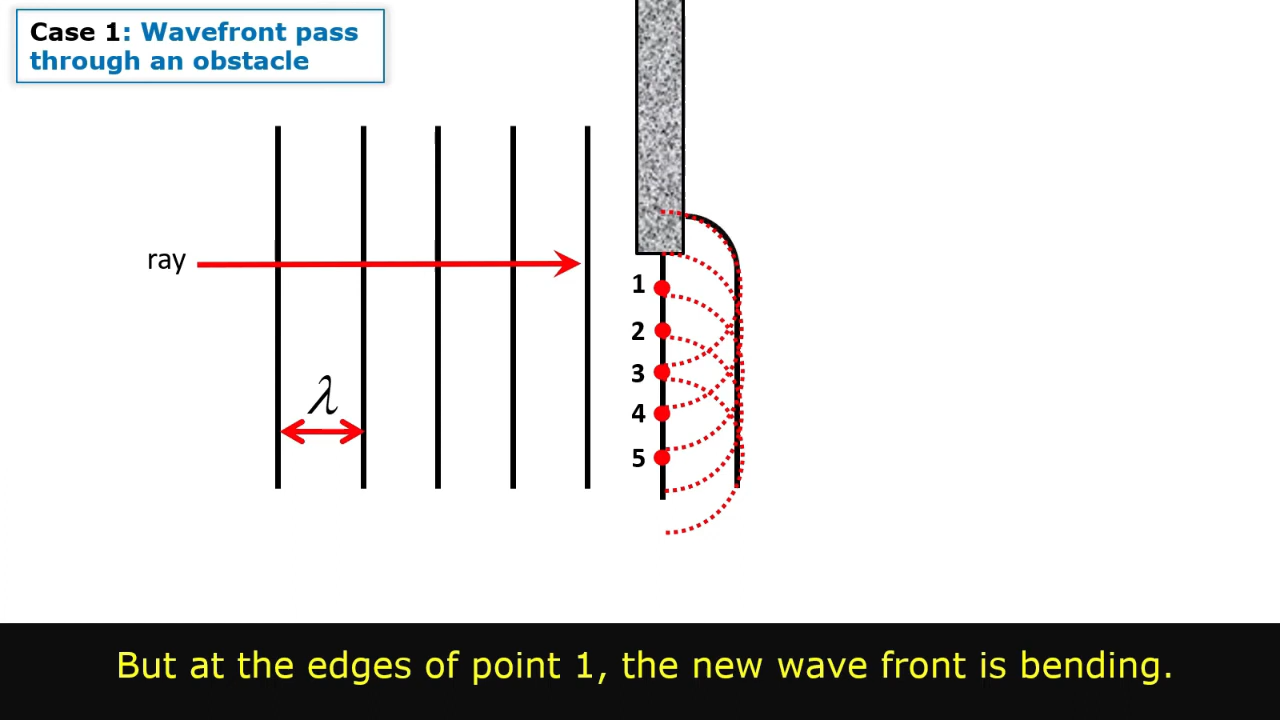 Case 1: Wavefront pass
through an obstacle
ray
λ
1
2
3
4
5
But at the edges of point 1, the new wave front is bending.